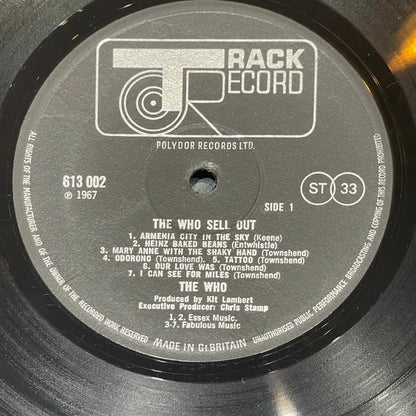 TRACK
RECORD
POLYDOR RECORDS LTD.
613 002
℗ 1967
SIDE 1
ST 33
THE WHO SELL OUT
1. ARMENIA CITY IN THE SKY (Keene)
2. HEINZ BAKED BEANS (Entwhistle)
3. MARY ANNE WITH THE SHAKY HAND (Townshend)
4. ODORONO (Townshend). 5. TATTOO (Townshend)
6. OUR LOVE WAS (Townshend)
7. I CAN SEE FOR MILES (Townshend)
THE WHO
Produced by Kit Lambert
Executive Producer: Chris Stamp
1, 2. Essex Music.
3-7. Fabulous Music
ALL RIGHTS OF THE MANUFACTURER AND OF THE OWNER OF THE RECORDED WORK RESERVED
UNAUTHORISED PUBLIC PERFORMANCE BROADCASTING AND COPYING OF THIS RECORD PROHIBITED
MADE IN Gt.BRITAIN